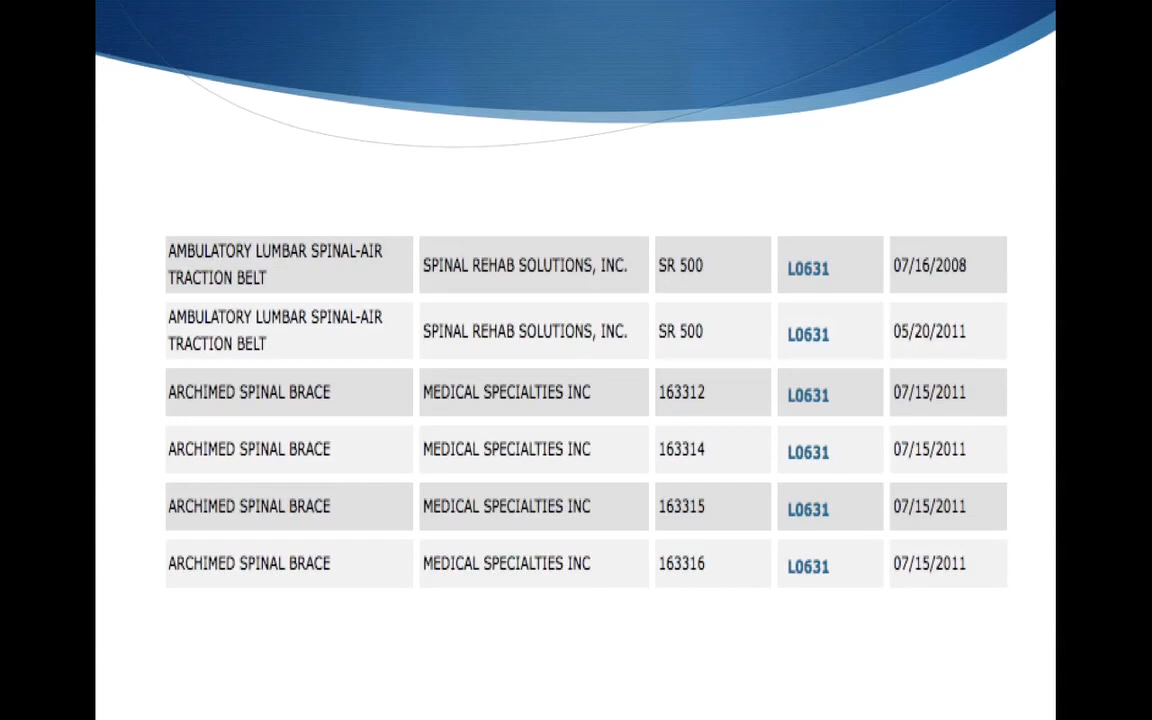 AMBULATORY LUMBAR SPINAL-AIR
TRACTION BELT
SPINAL REHAB SOLUTIONS, INC.
SR 500
L0631
07/16/2008
AMBULATORY LUMBAR SPINAL-AIR
TRACTION BELT
SPINAL REHAB SOLUTIONS, INC.
SR 500
L0631
05/20/2011
ARCHIMED SPINAL BRACE
MEDICAL SPECIALTIES INC
163312
L0631
07/15/2011
ARCHIMED SPINAL BRACE
MEDICAL SPECIALTIES INC
163314
L0631
07/15/2011
ARCHIMED SPINAL BRACE
MEDICAL SPECIALTIES INC
163315
L0631
07/15/2011
ARCHIMED SPINAL BRACE
MEDICAL SPECIALTIES INC
163316
L0631
07/15/2011